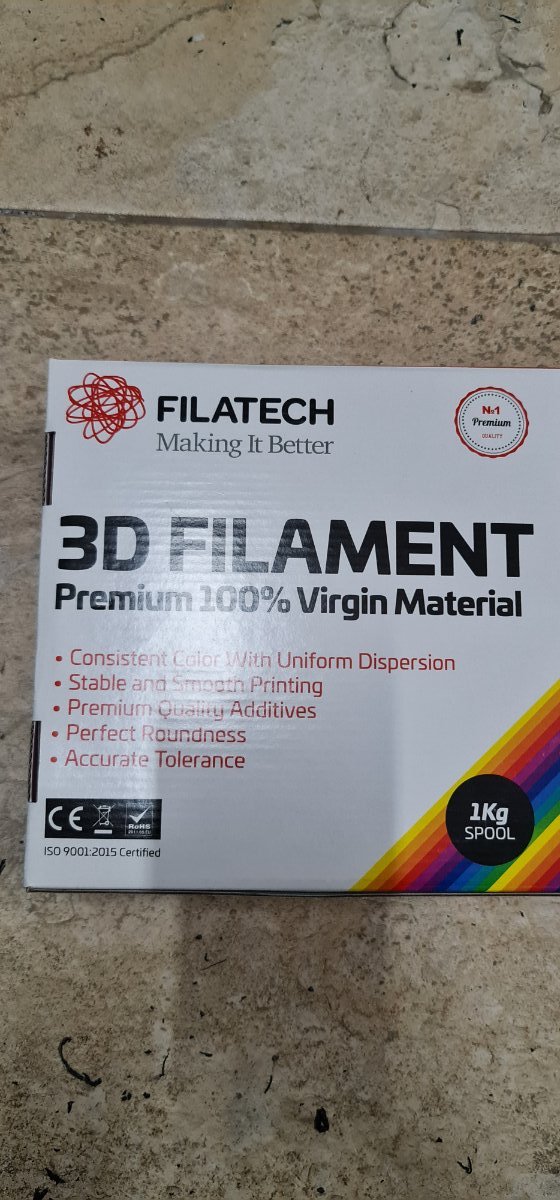 FILATECH
Making It Better
No1
Premium
QUALITY
3D FILAMENT
Premium 100% Virgin Material
• Consistent Color With Uniform Dispersion
• Stable and Smooth Printing
• Premium Quality Additives
• Perfect Roundness
• Accurate Tolerance
1Kg
SPOOL
CE
RoHS
ISO 9001:2015 Certified